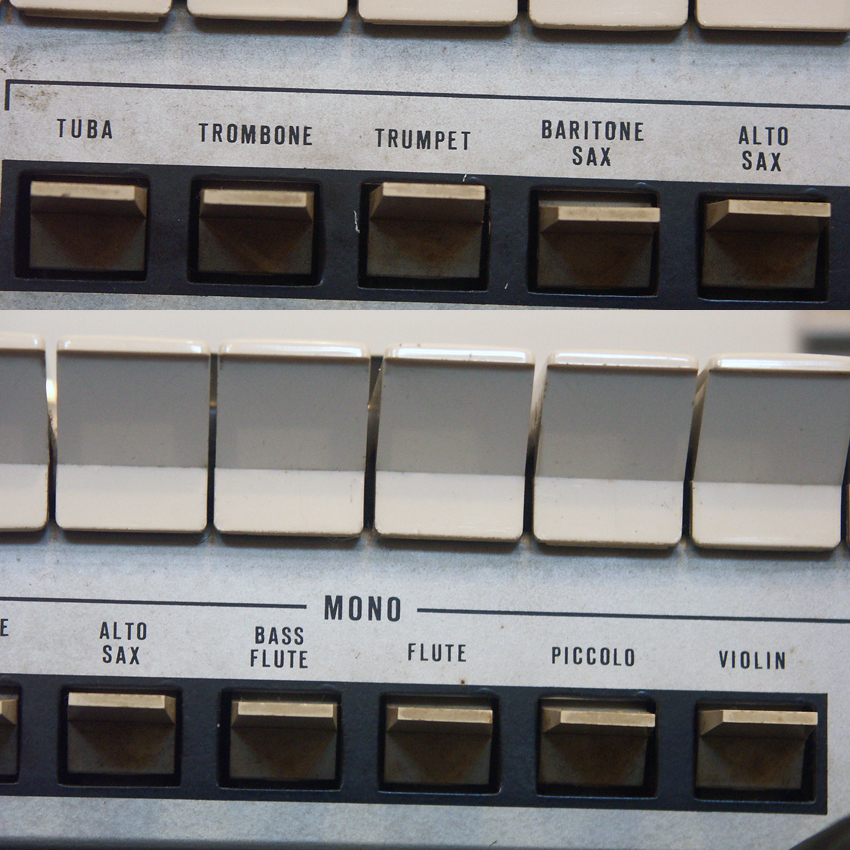 TUBA
TROMBONE
TRUMPET
BARITONE
SAX
ALTO
SAX
MONO
E
ALTO
SAX
BASS
FLUTE
FLUTE
PICCOLO
VIOLIN